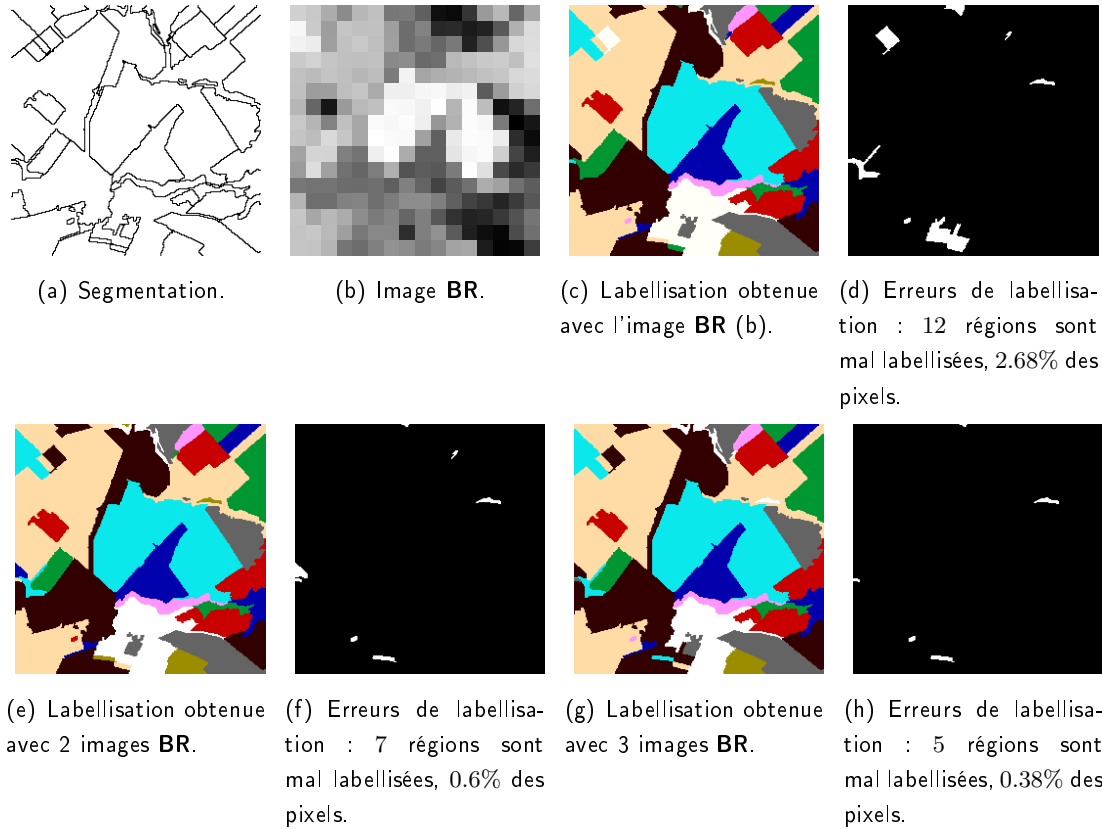 (a) Segmentation.
(b) Image BR.
(c) Labellisation obtenue
avec l'image BR (b).
(d) Erreurs de labellisa-
tion : 12 régions sont
mal labellisées, 2.68% des
pixels.
(e) Labellisation obtenue
avec 2 images BR.
(f) Erreurs de labellisa-
tion : 7 régions sont
mal labellisées, 0.6% des
pixels.
(g) Labellisation obtenue
avec 3 images BR.
(h) Erreurs de labellisa-
tion : 5 régions sont
mal labellisées, 0.38% des
pixels.